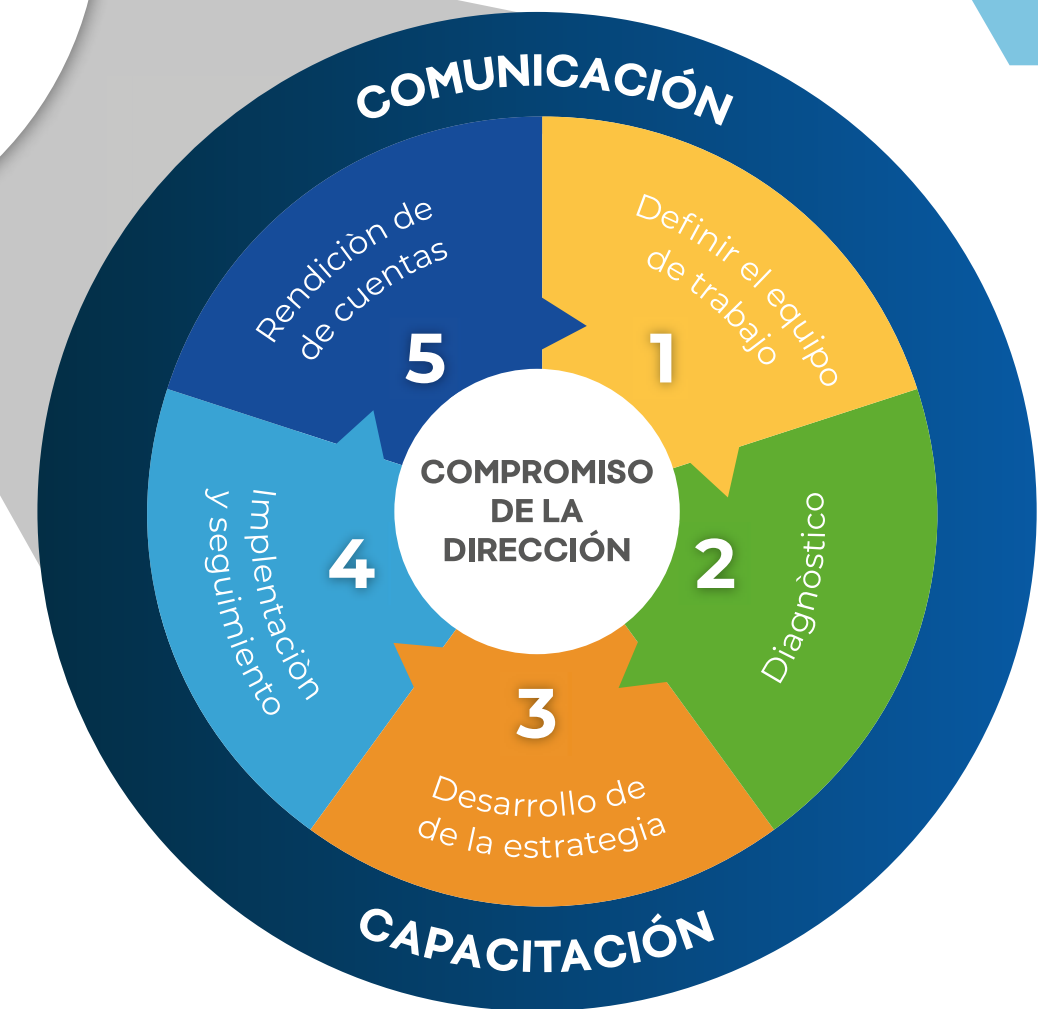 COMUNICACIÓN
Definir el equipo
de trabajo
1
Diagnòstico
2
3
Desarrollo de
de la estrategia
Implentaciòn
y seguimiento
4
Rendiciòn de
de cuentas
5
COMPROMISO
DE LA
DIRECCIÓN
CAPACITACIÓN